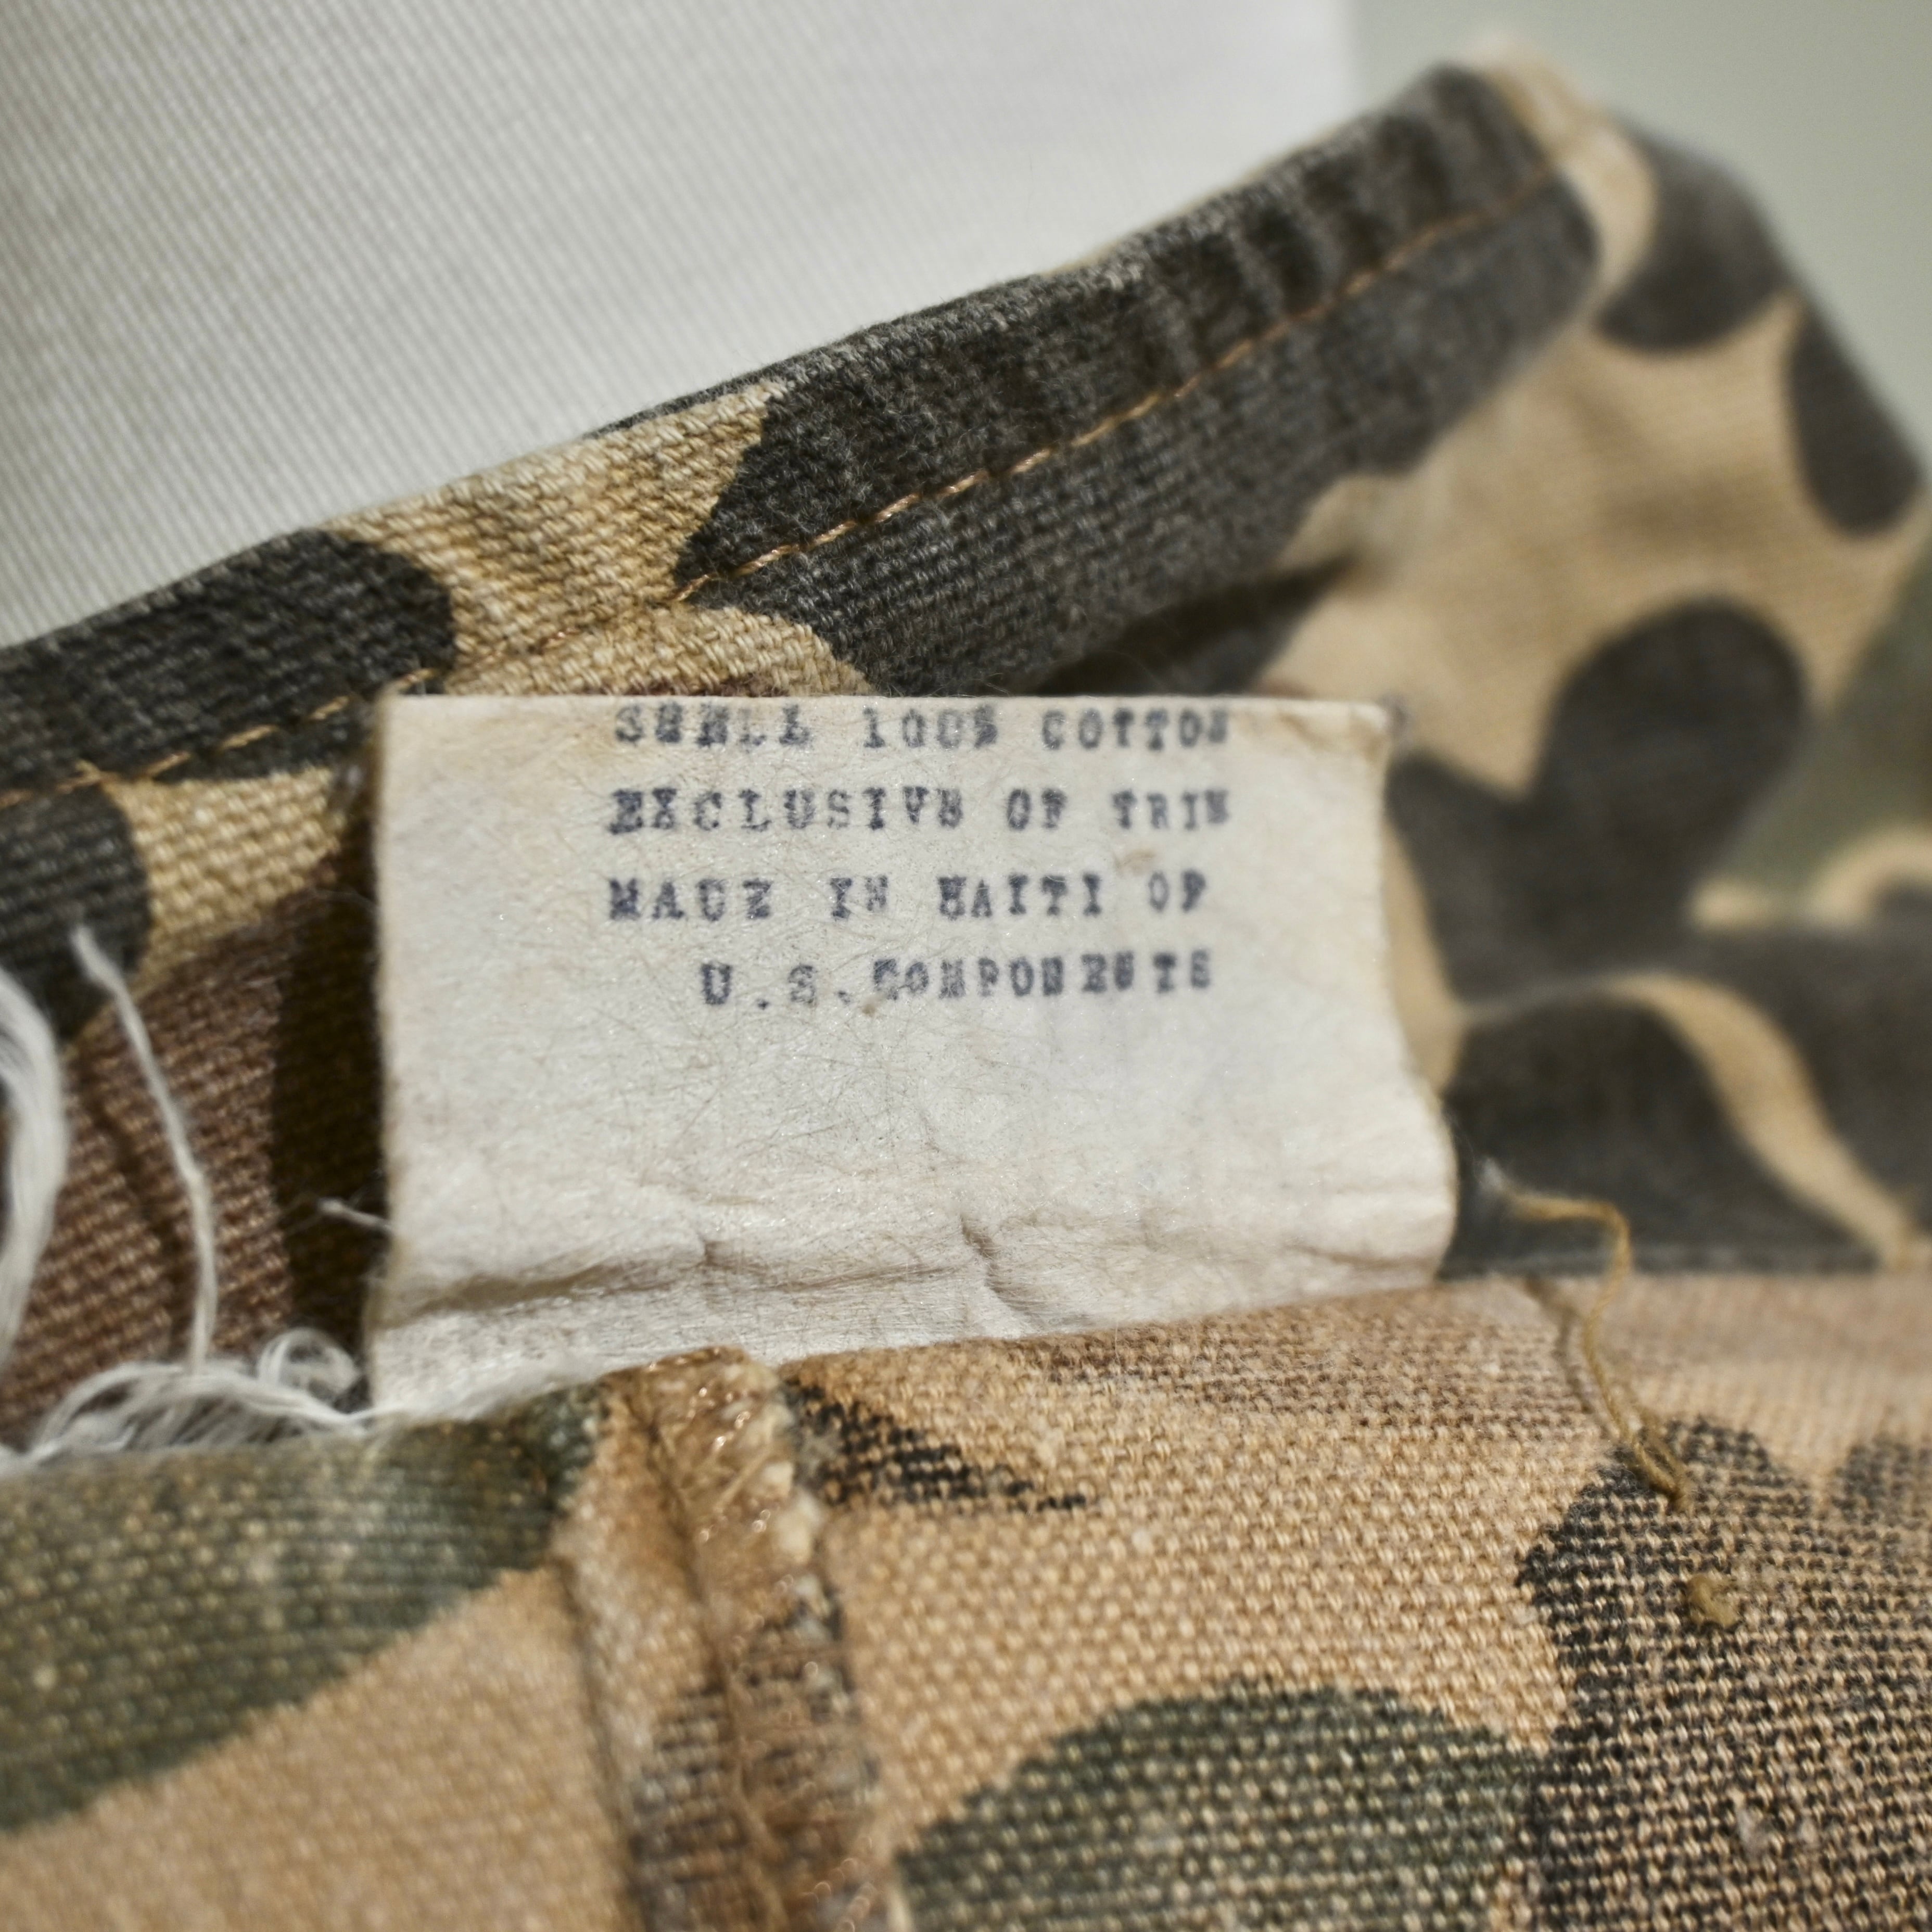 SHELL 100% COTTON
EXCLUSIVE OF TRIM
MADE IN HAITI OF
U.S.COMPONENTS